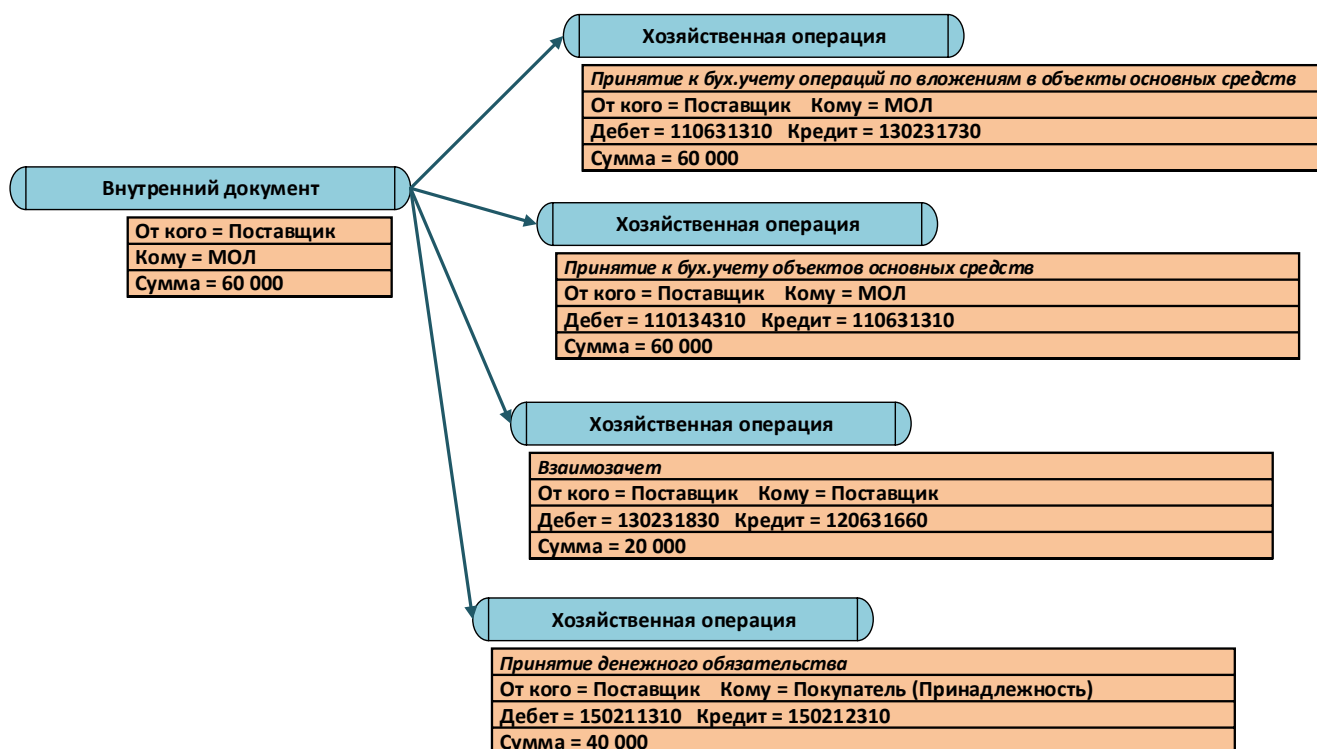 Хозяйственная операция
Принятие к бух.учету операций по вложениям в объекты основных средств
От кого = Поставщик Кому = МОЛ
Дебет = 110631310 Кредит = 130231730
Сумма = 60 000
Внутренний документ
От кого = Поставщик
Кому = МОЛ
Сумма = 60 000
Хозяйственная операция
Принятие к бух.учету объектов основных средств
От кого = Поставщик Кому = МОЛ
Дебет = 110134310 Кредит = 110631310
Сумма = 60 000
Хозяйственная операция
Взаимозачет
От кого = Поставщик Кому = Поставщик
Дебет = 130231830 Кредит = 120631660
Сумма = 20 000
Хозяйственная операция
Принятие денежного обязательства
От кого = Поставщик Кому = Покупатель (Принадлежность)
Дебет = 150211310 Кредит = 150212310
Сумма = 40 000